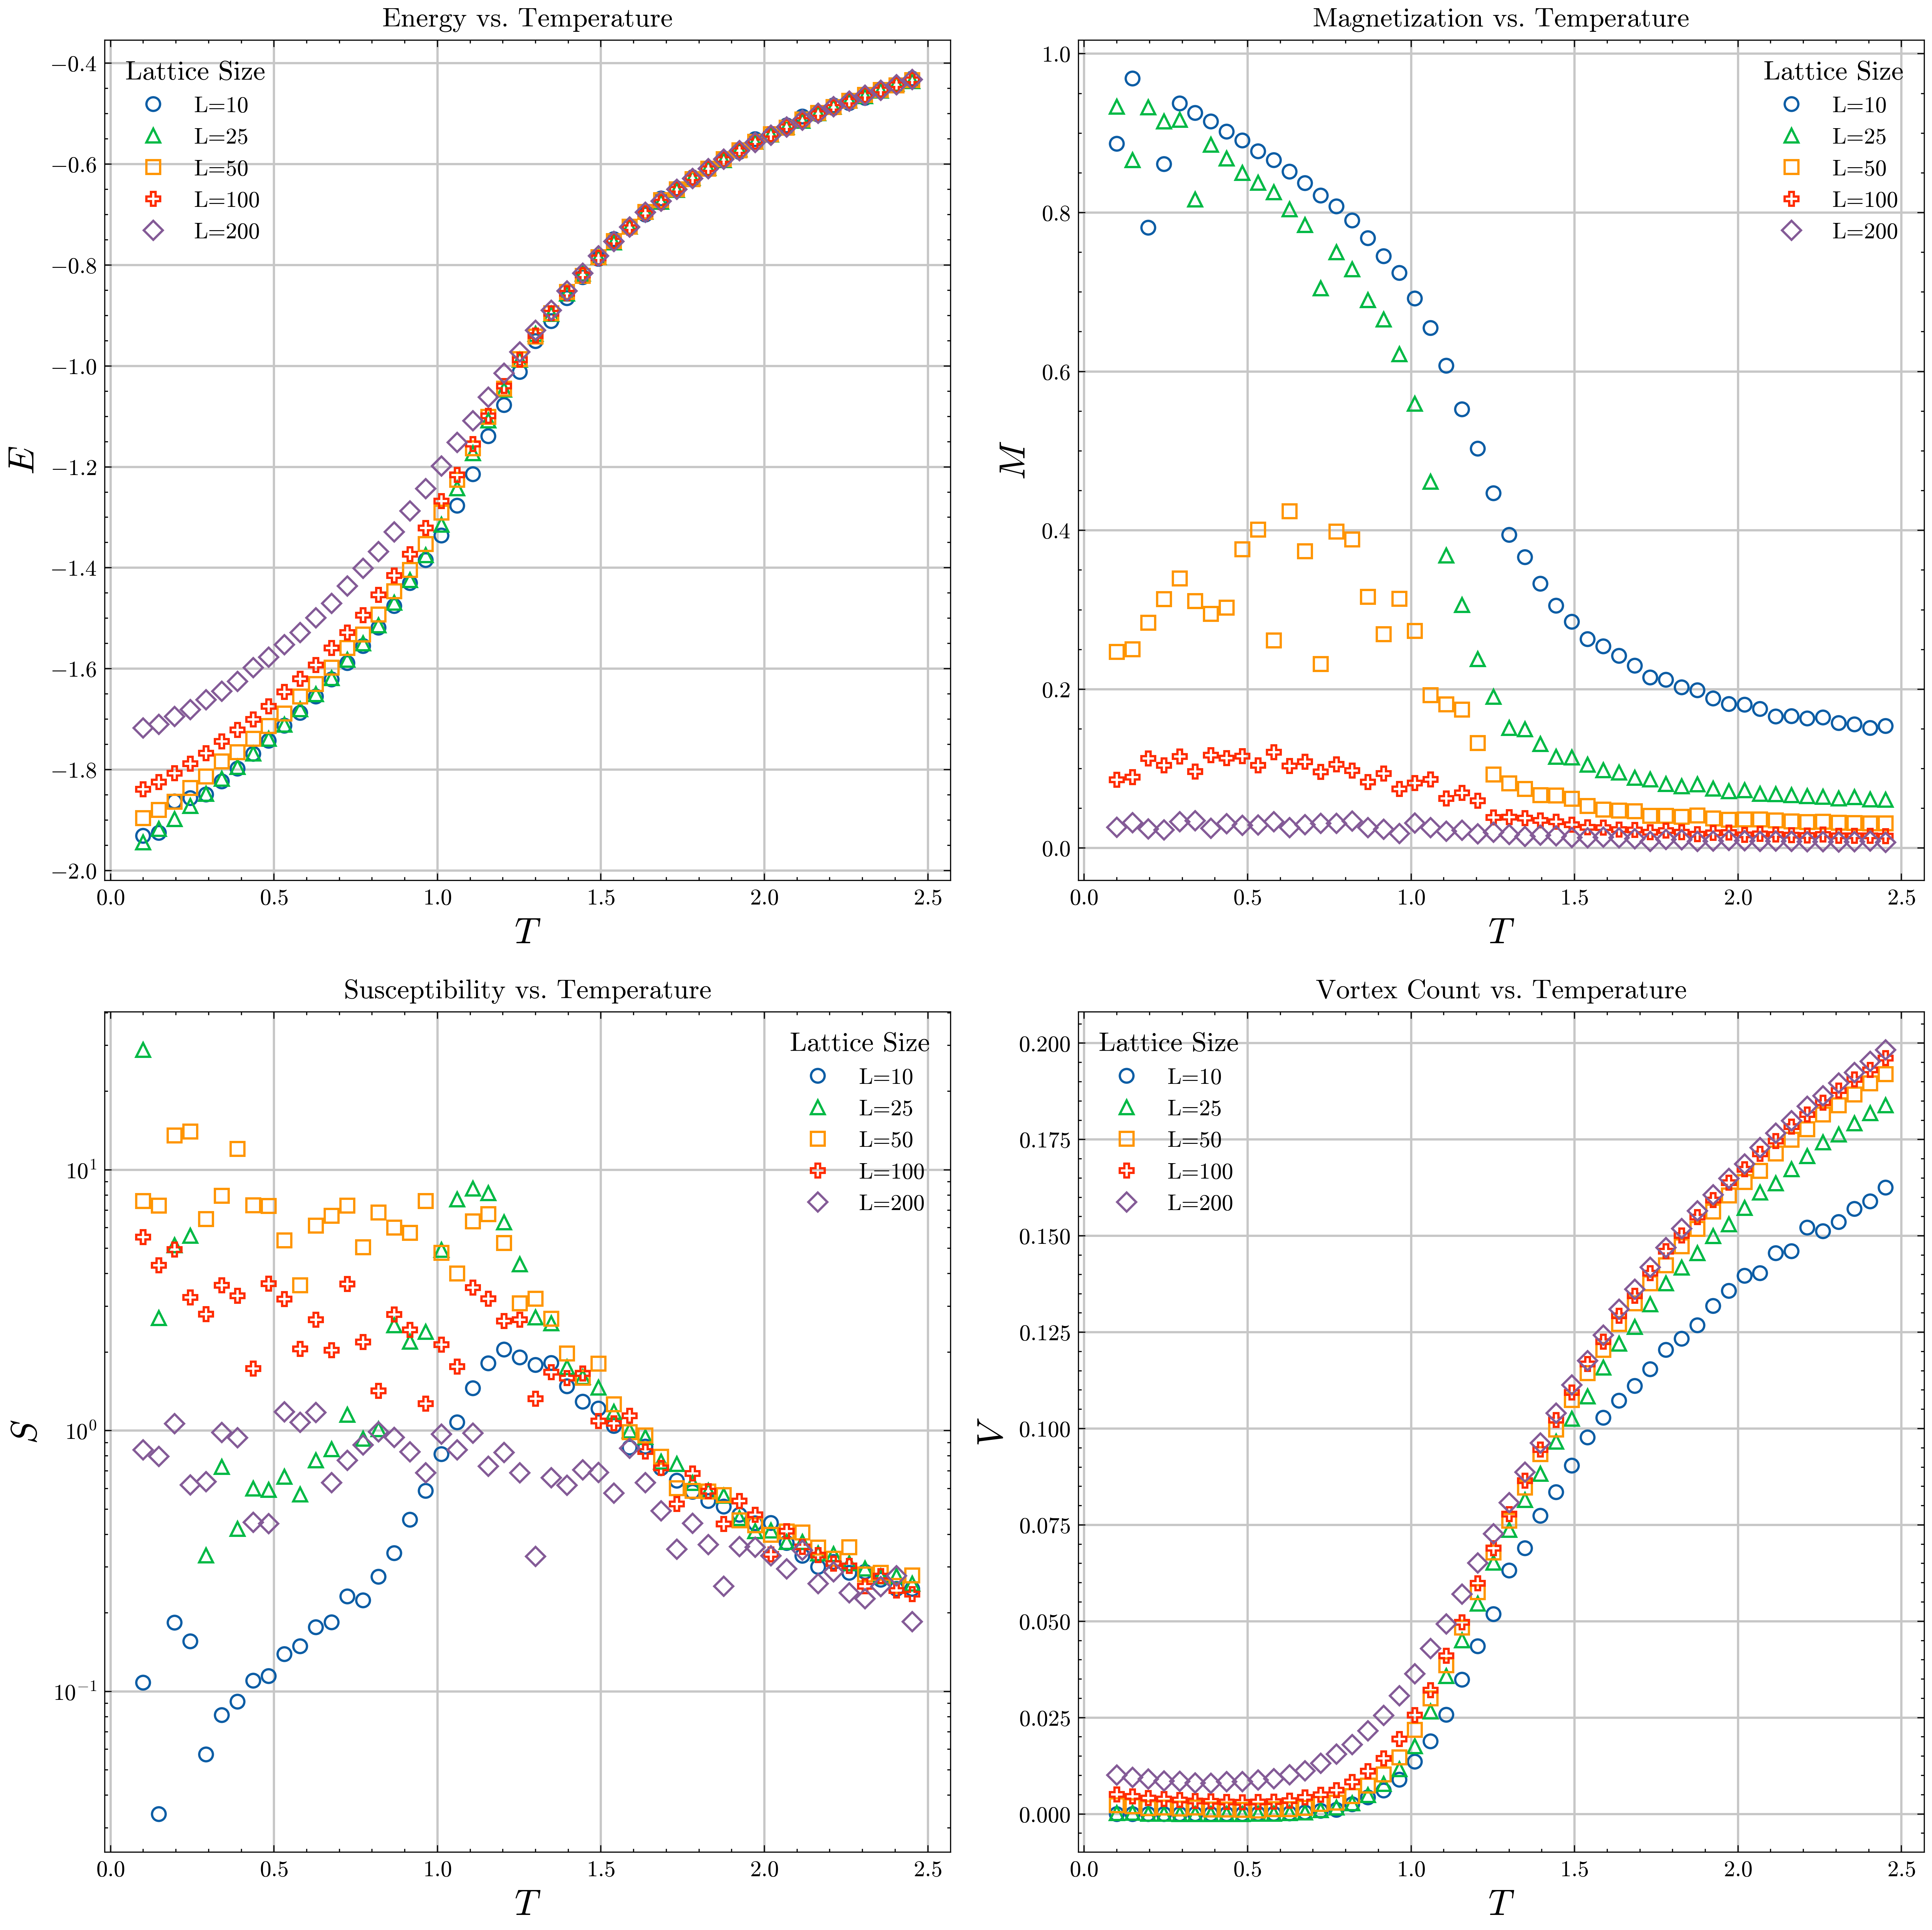 Energy vs. Temperature
Lattice Size
L=10
L=25
L=50
L=100
L=200
−0.4
−0.6
−0.8
−1.0
−1.2
−1.4
−1.6
−1.8
−2.0
E
0.0 0.5 1.0 1.5 2.0 2.5
T
Magnetization vs. Temperature
Lattice Size
L=10
L=25
L=50
L=100
L=200
1.0
0.8
0.6
0.4
0.2
0.0
M
0.0 0.5 1.0 1.5 2.0 2.5
T
Susceptibility vs. Temperature
Lattice Size
L=10
L=25
L=50
L=100
L=200
10¹
10⁰
10⁻¹
S
0.0 0.5 1.0 1.5 2.0 2.5
T
Vortex Count vs. Temperature
Lattice Size
L=10
L=25
L=50
L=100
L=200
0.200
0.175
0.150
0.125
0.100
0.075
0.050
0.025
0.000
V
0.0 0.5 1.0 1.5 2.0 2.5
T